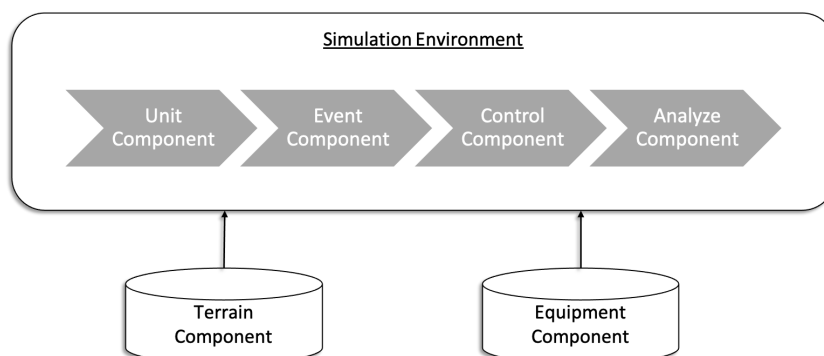 Simulation Environment
Unit
Component
Event
Component
Control
Component
Analyze
Component
Terrain
Component
Equipment
Component